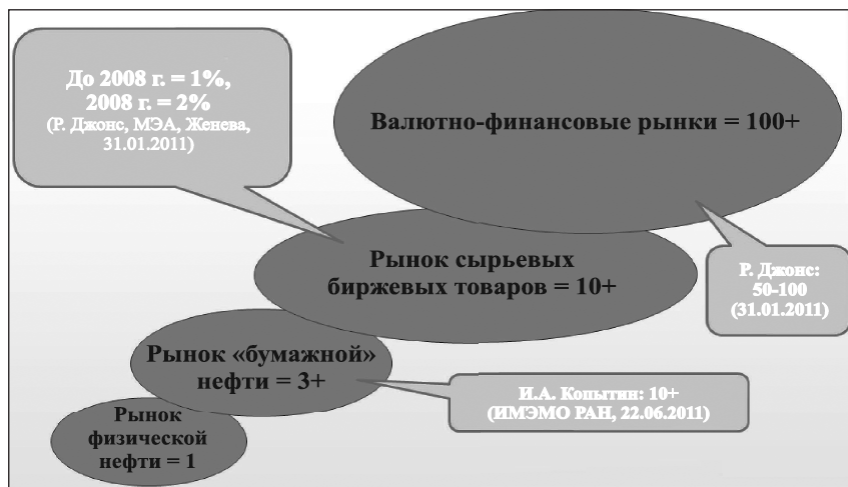 До 2008 г. = 1%,
2008 г. = 2%
(Р. Джонс, МЭА, Женева,
31.01.2011)
Валютно-финансовые рынки = 100+
Рынок сырьевых
биржевых товаров = 10+
Р. Джонс:
50-100
(31.01.2011)
Рынок «бумажной»
нефти = 3+
И.А. Копытин: 10+
(ИМЭМО РАН, 22.06.2011)
Рынок
физической
нефти = 1